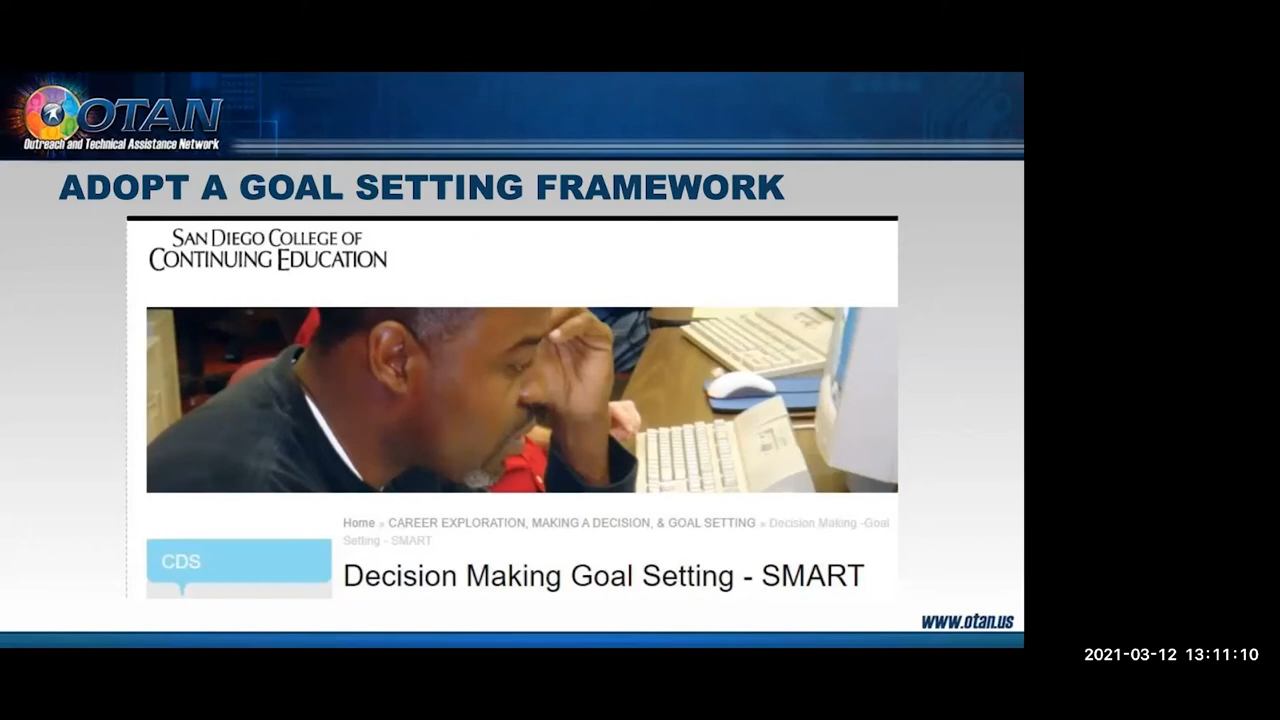 OTAN
Outreach and Technical Assistance Network
ADOPT A GOAL SETTING FRAMEWORK
SAN DIEGO COLLEGE OF
CONTINUING EDUCATION
Home » CAREER EXPLORATION, MAKING A DECISION, & GOAL SETTING » Decision Making -Goal
Setting - SMART
CDS
Decision Making Goal Setting - SMART
www.otan.us
2021-03-12 13:11:10